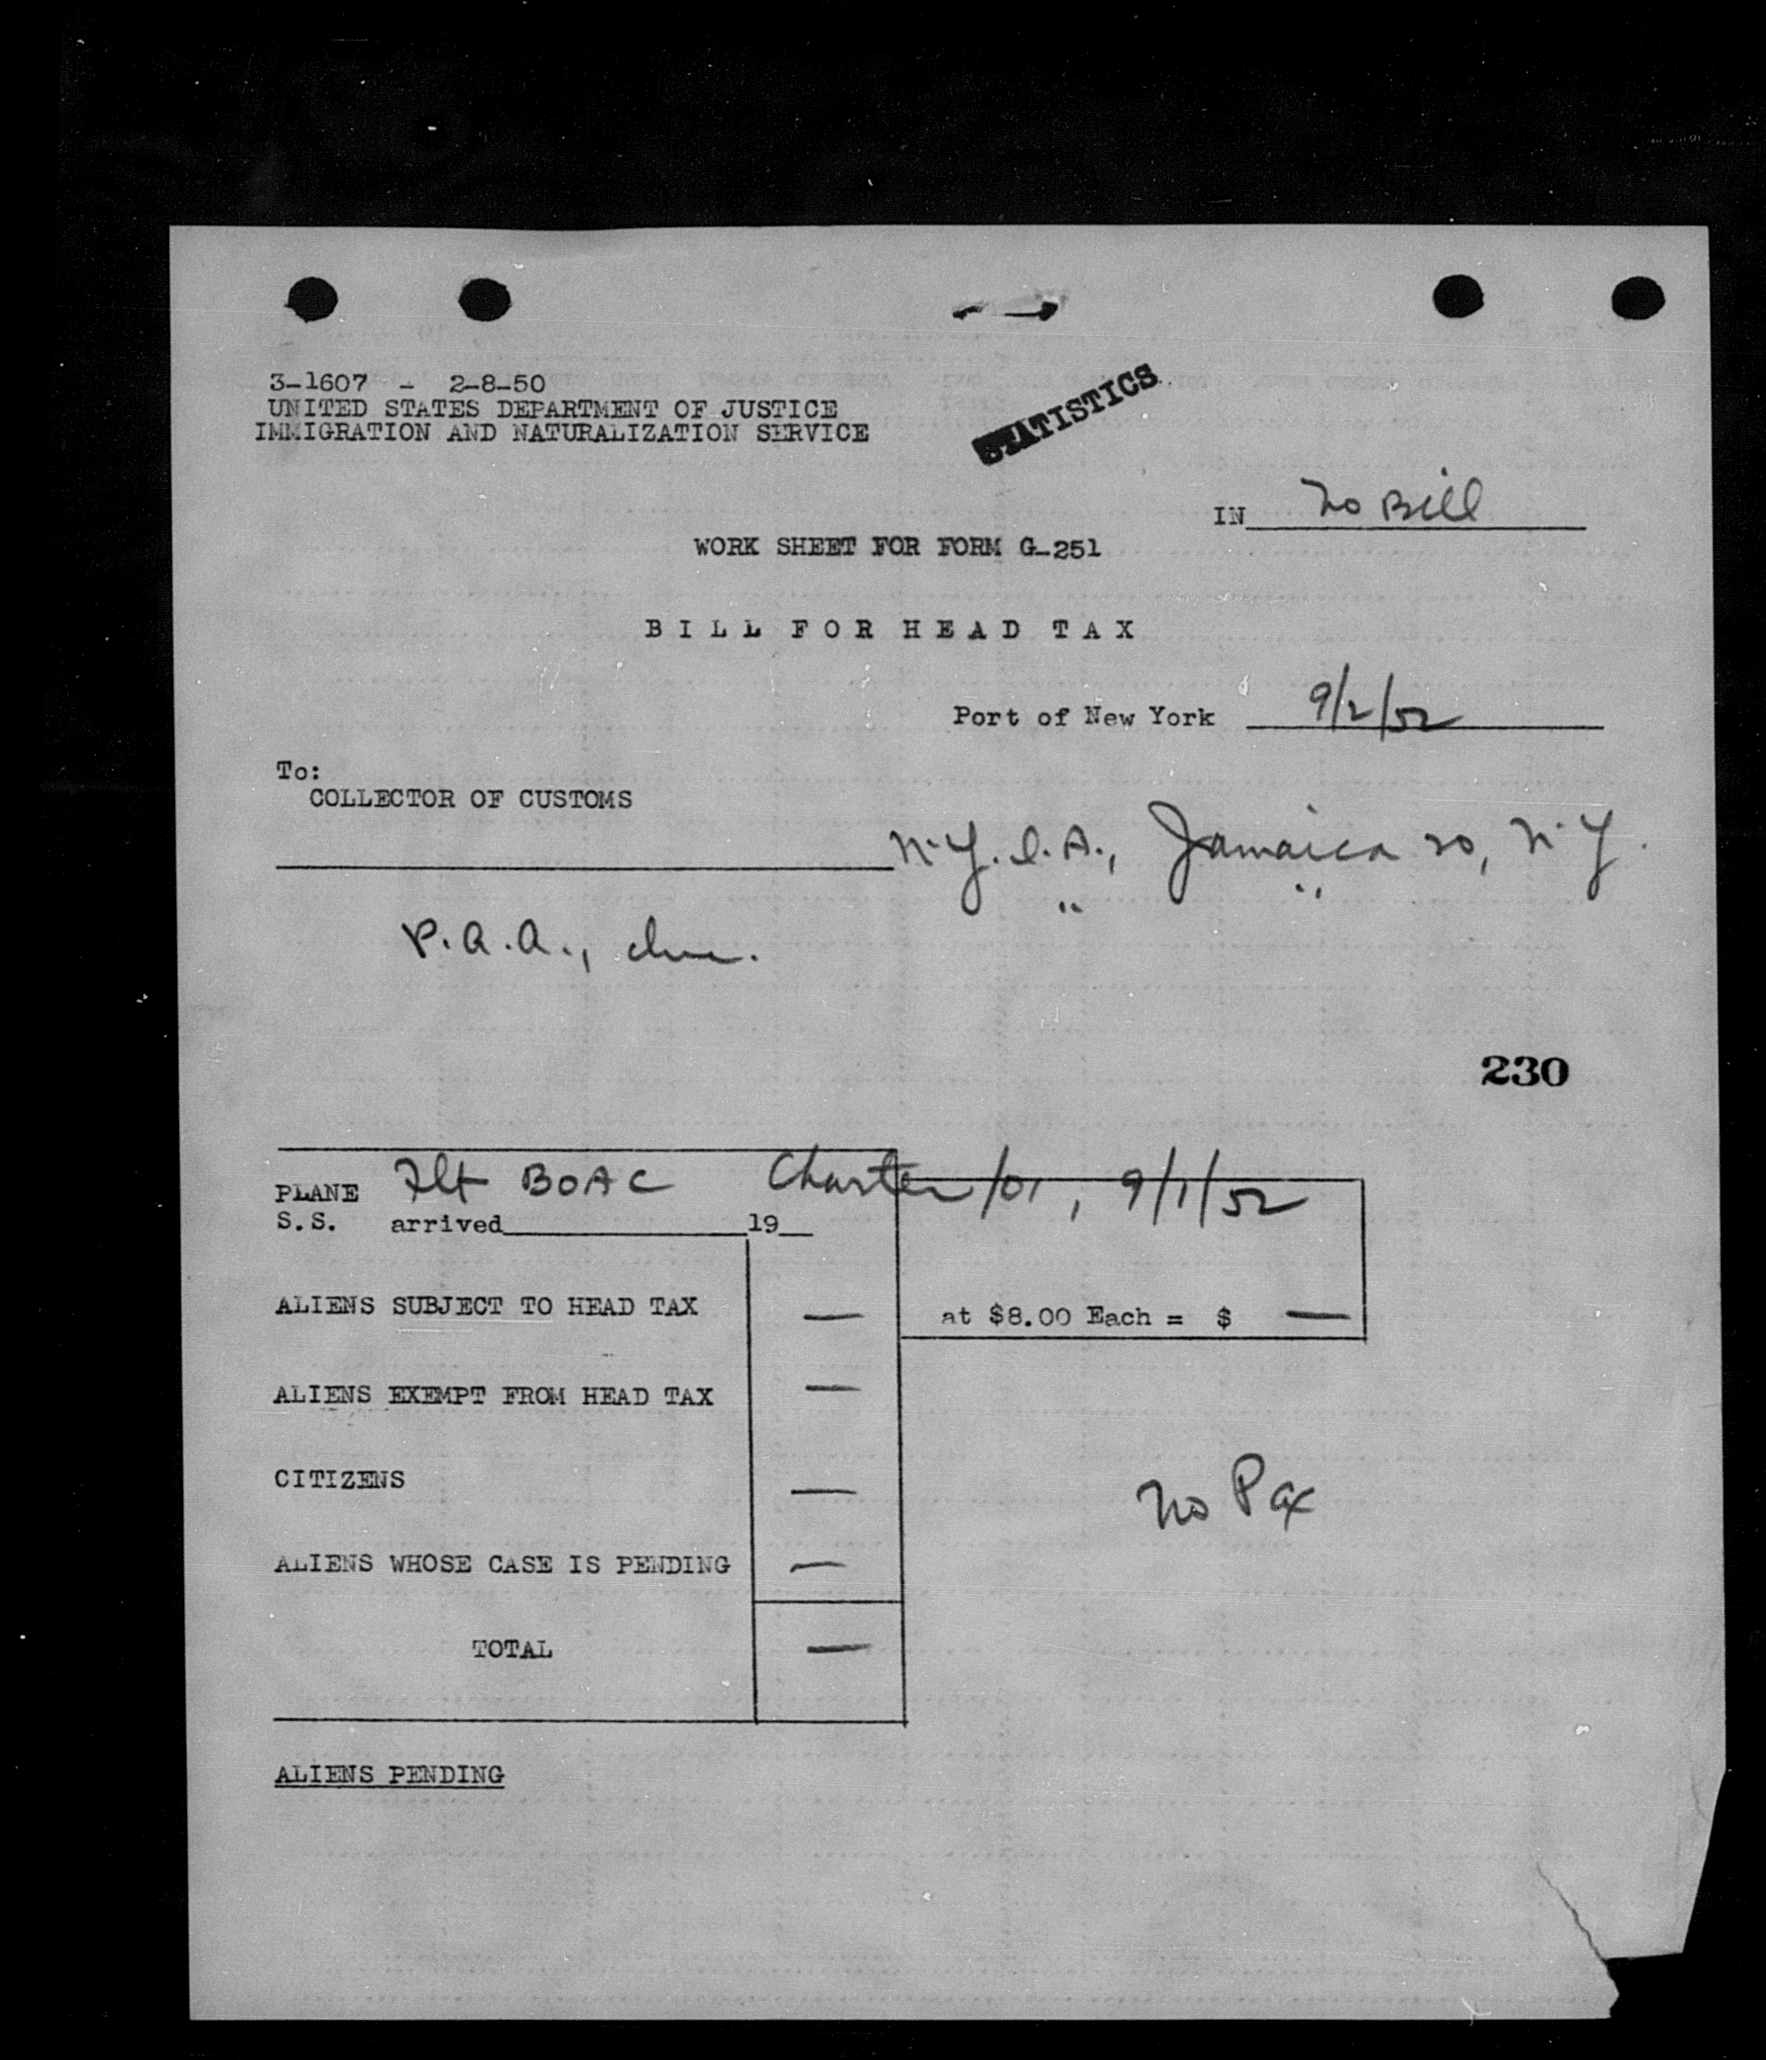 3-1607 - 2-8-50
UNITED STATES DEPARTMENT OF JUSTICE
IMMIGRATION AND NATURALIZATION SERVICE
STATISTICS
IN No Bill
WORK SHEET FOR FORM G-251
BILL FOR HEAD TAX
Port of New York 9/2/52
To:
COLLECTOR OF CUSTOMS
N.Y.I.A., Jamaica 20, N.Y.
P.A.A., Inc. " "
230
PLANE Flt BOAC Charter 101, 9/1/52
S.S. arrived 19
ALIENS SUBJECT TO HEAD TAX — at $8.00 Each = $ —
ALIENS EXEMPT FROM HEAD TAX —
CITIZENS —
No Pax
ALIENS WHOSE CASE IS PENDING —
TOTAL —
ALIENS PENDING